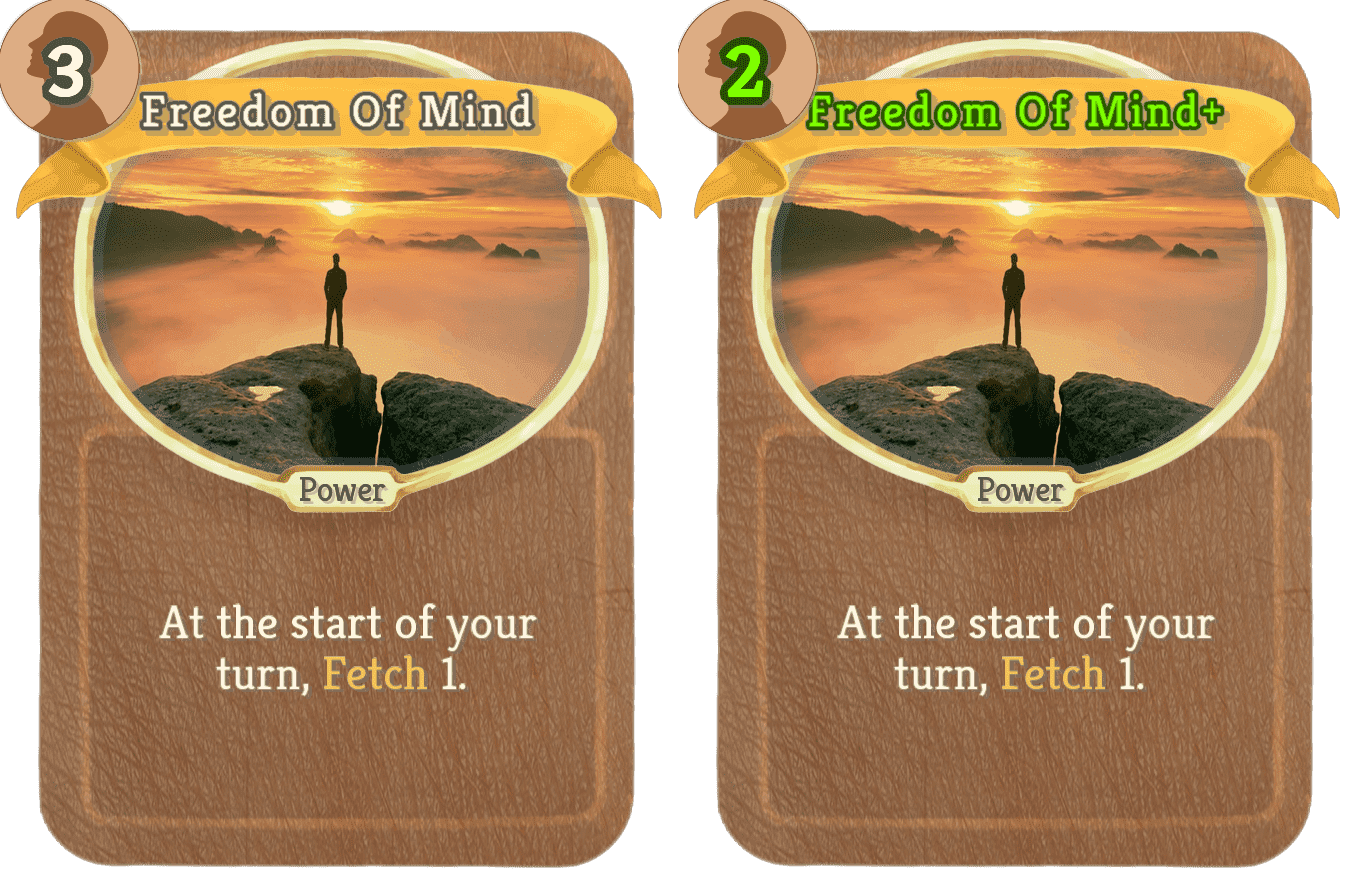 3
Freedom Of Mind
Power
At the start of your
turn, Fetch 1.
2
Freedom Of Mind+
Power
At the start of your
turn, Fetch 1.